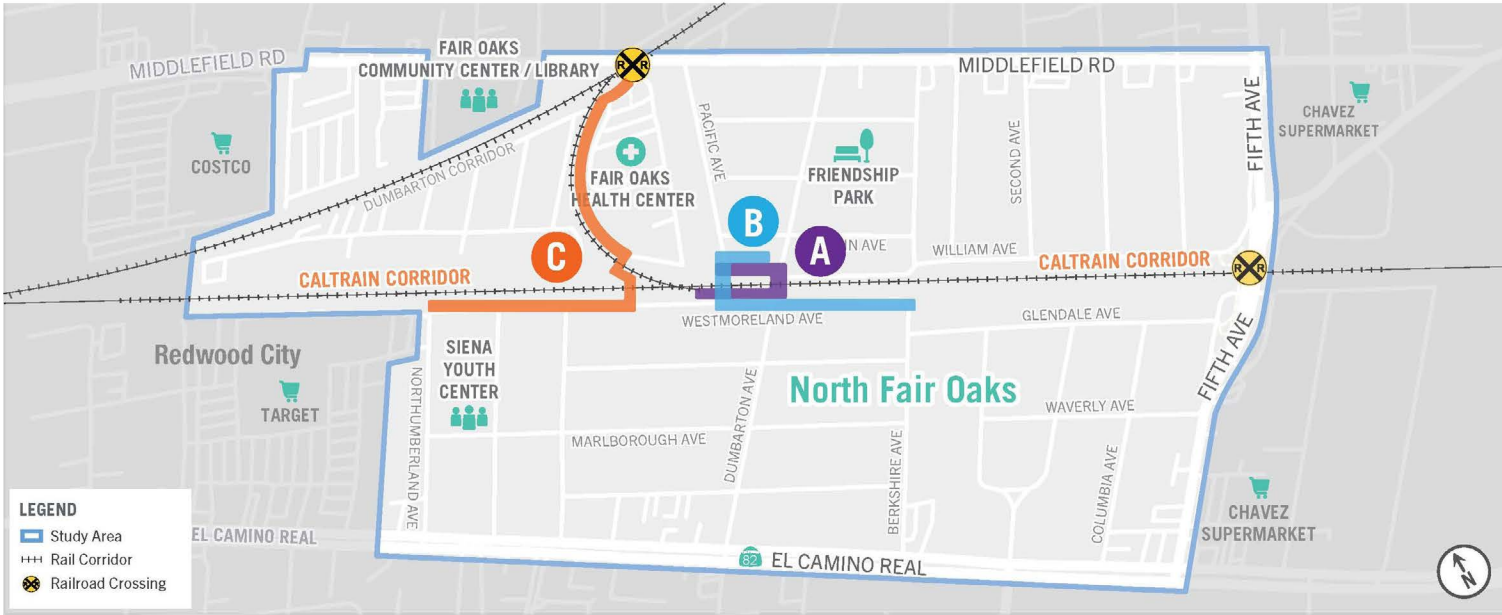 FAIR OAKS
COMMUNITY CENTER / LIBRARY
MIDDLEFIELD RD
R R
MIDDLEFIELD RD
FIFTH AVE
CHAVEZ
SUPERMARKET
COSTCO
DUMBARTON CORRIDOR
FAIR OAKS
HEALTH CENTER
PACIFIC AVE
FRIENDSHIP
PARK
SECOND AVE
B
A
C
IN AVE
WILLIAM AVE
CALTRAIN CORRIDOR
CALTRAIN CORRIDOR
R R
WESTMORELAND AVE
GLENDALE AVE
Redwood City
SIENA
YOUTH
CENTER
TARGET
NORTHUMBERLAND AVE
MARLBOROUGH AVE
DUMBARTON AVE
North Fair Oaks
BERKSHIRE AVE
WAVERLY AVE
COLUMBIA AVE
FIFTH AVE
CHAVEZ
SUPERMARKET
EL CAMINO REAL
82 EL CAMINO REAL
LEGEND
Study Area
Rail Corridor
Railroad Crossing
N